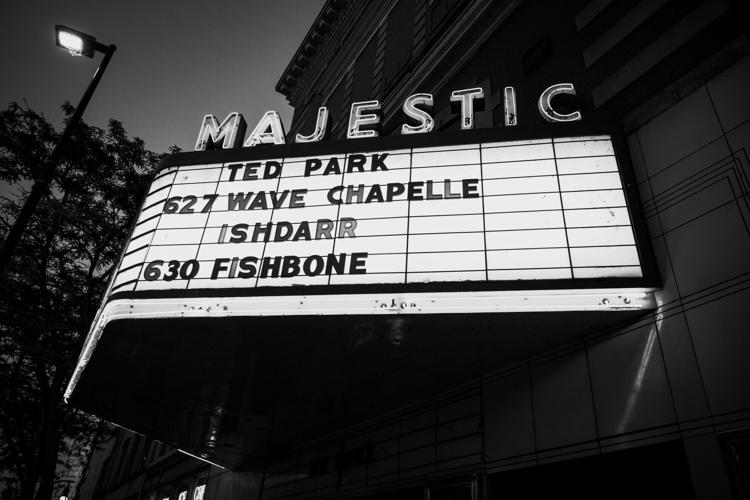 MAJESTIC
TED PARK
627 WAVE CHAPELLE
ISHDARR
630 FISHBONE